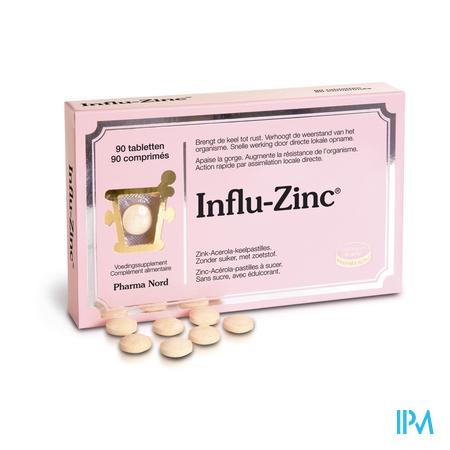 Influ-Zinc®
90 tabletten
90 comprimés
Brengt de keel tot rust. Verhoogt de weerstand van het
organisme. Snelle werking door directe lokale opname.
Apaise la gorge. Augmente la résistance de l'organisme.
Action rapide par assimilation locale directe.
Influ-Zinc®
Voedingssupplement
Complément alimentaire
Pharma Nord
Zink-Acerola-keelpastilles.
Zonder suiker, met zoetstof.
Zinc-Acérola-pastilles à sucer.
Sans sucre, avec édulcorant.
IPM